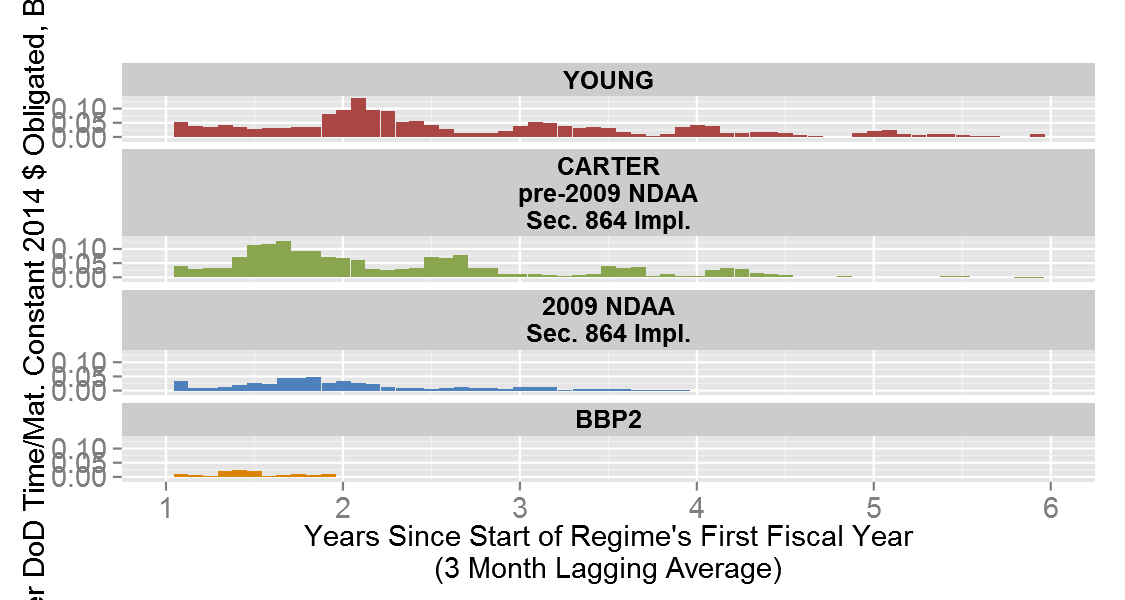 er DoD Time/Mat. Constant 2014 $ Obligated, B
YOUNG
0.10
0.05
0.00
CARTER
pre-2009 NDAA
Sec. 864 Impl.
0.10
0.05
0.00
2009 NDAA
Sec. 864 Impl.
0.10
0.05
0.00
BBP2
0.10
0.05
0.00
1 2 3 4 5 6
Years Since Start of Regime's First Fiscal Year
(3 Month Lagging Average)